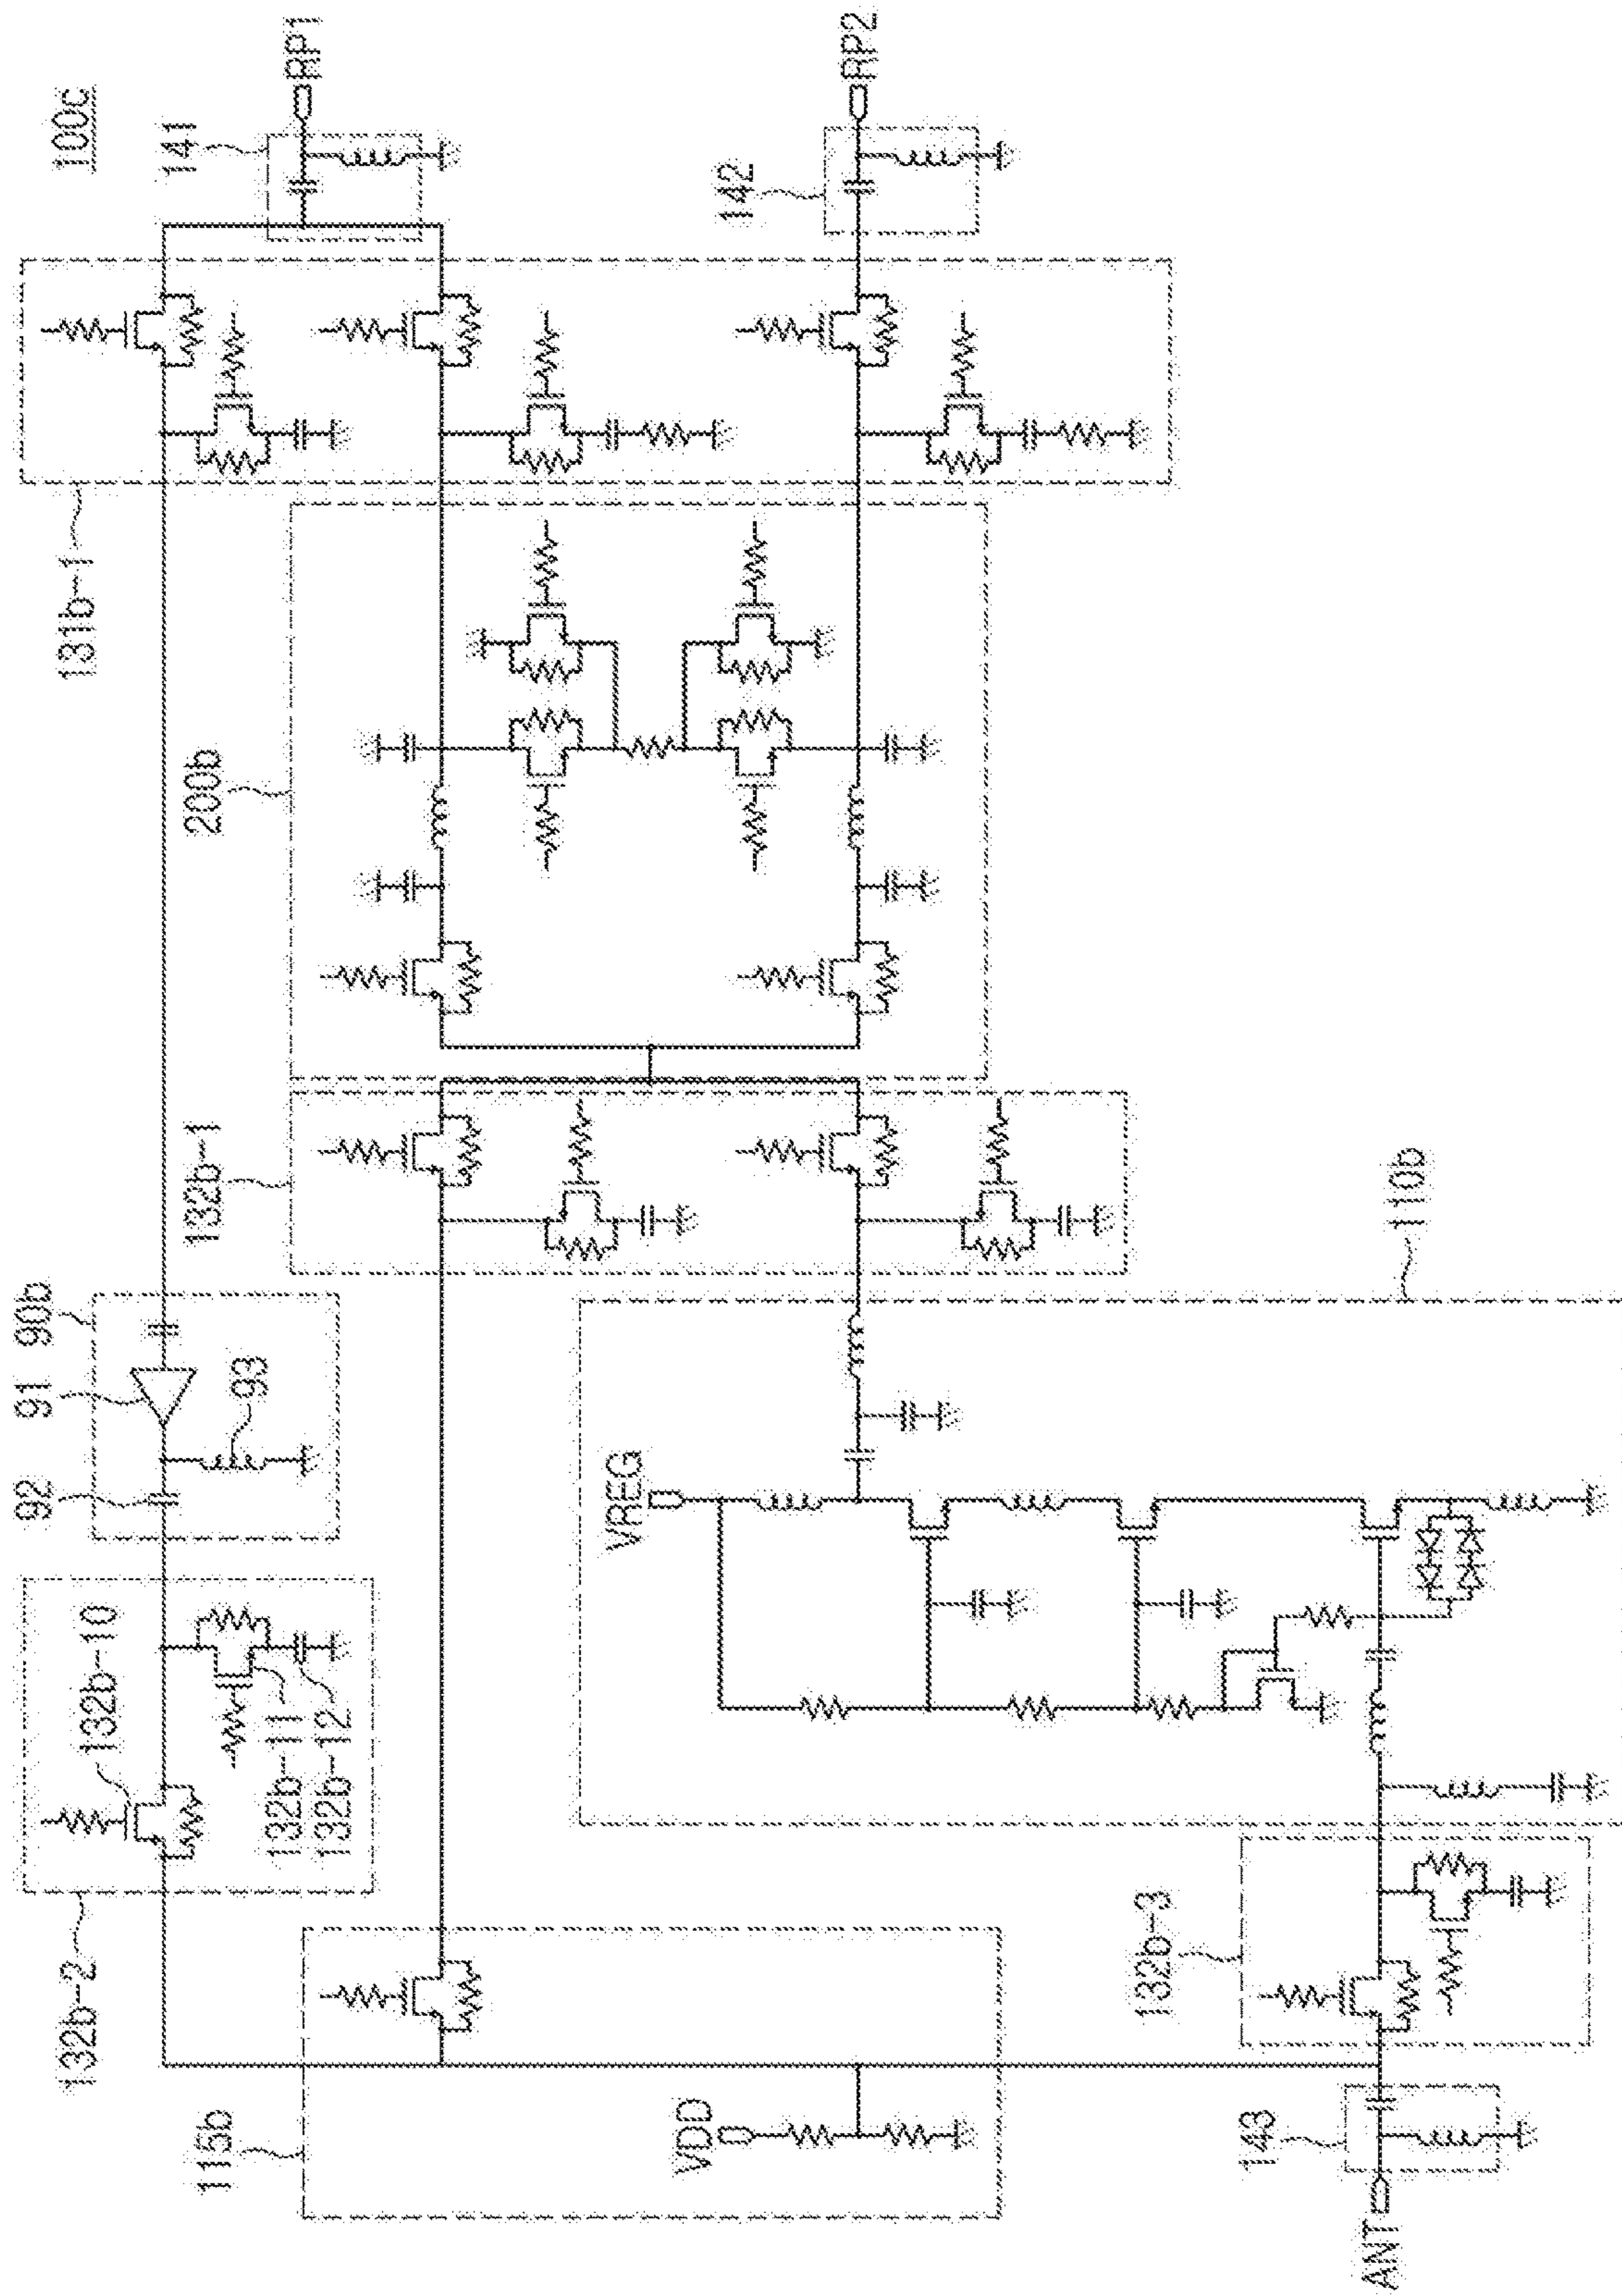 100c
RP1
141
RP2
142
131b-1
200b
132b-1
90b
91
93
92
110b
VREG
132b-10
132b-11
132b-12
132b-2
132b-3
115b
VDD
143
ANT